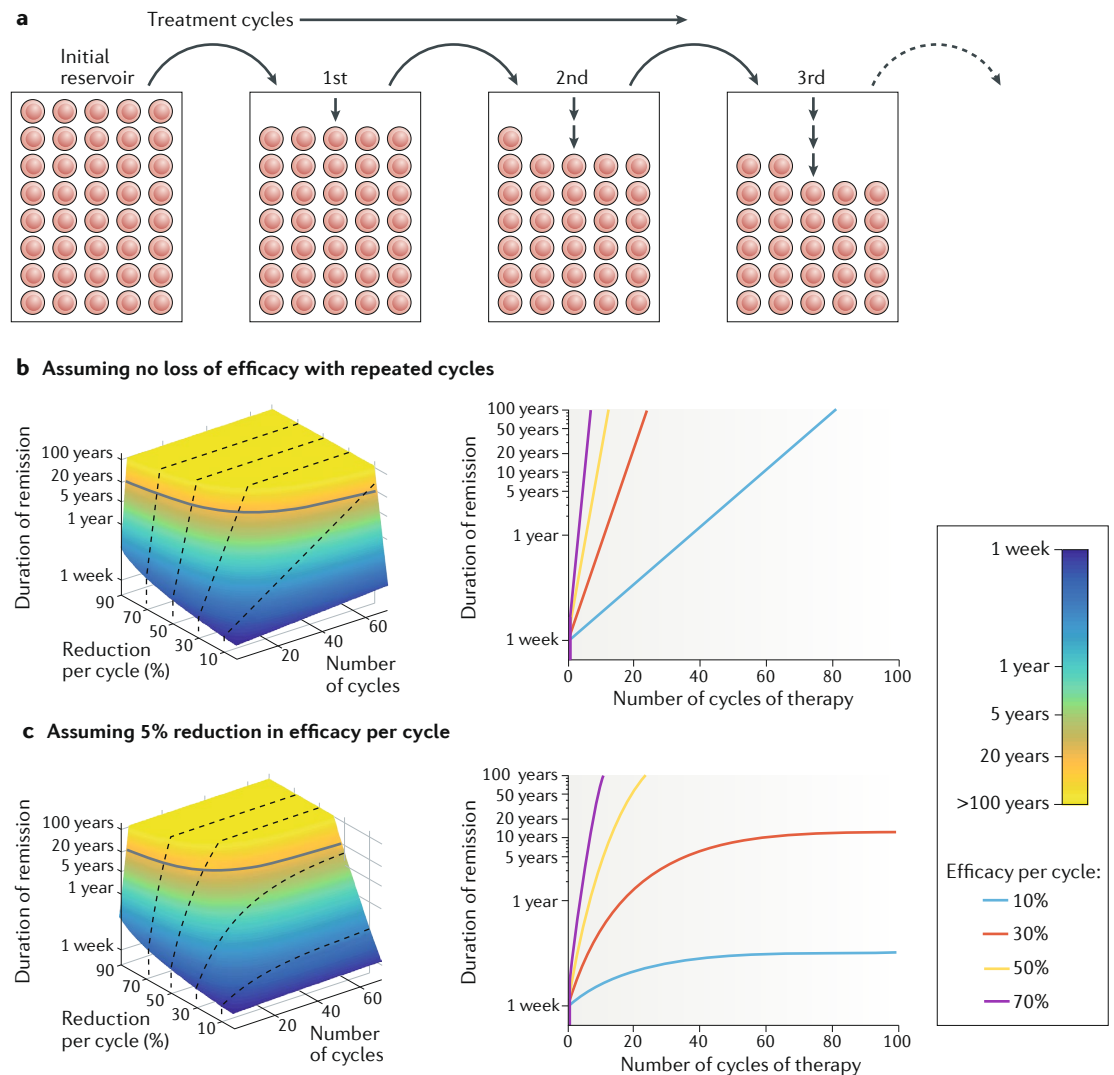 a
Treatment cycles
Initial
reservoir
1st
2nd
3rd
b Assuming no loss of efficacy with repeated cycles
Duration of remission
100 years
20 years
5 years
1 year
1 week
90
70
50
30
10
Reduction
per cycle (%)
20
40
60
Number
of cycles
Duration of remission
100 years
50 years
20 years
10 years
5 years
1 year
1 week
0
20
40
60
80
100
Number of cycles of therapy
c Assuming 5% reduction in efficacy per cycle
Duration of remission
100 years
20 years
5 years
1 year
1 week
90
70
50
30
10
Reduction
per cycle (%)
20
40
60
Number
of cycles
Duration of remission
100 years
50 years
20 years
10 years
5 years
1 year
1 week
0
20
40
60
80
100
Number of cycles of therapy
1 week
1 year
5 years
20 years
>100 years
Efficacy per cycle:
10%
30%
50%
70%